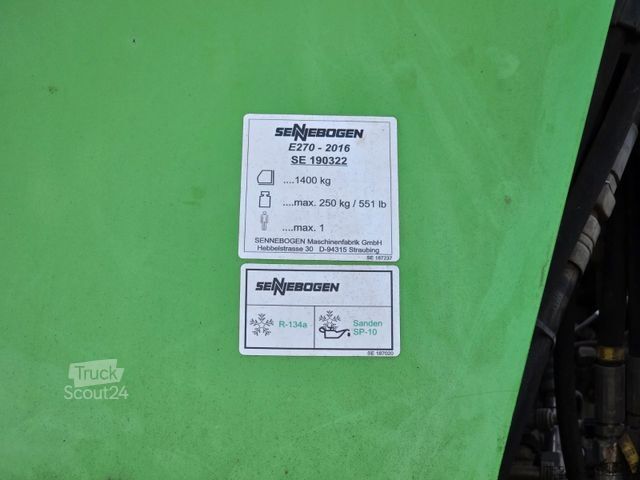 SENNEBOGEN
E270 - 2016
SE 190322
....1400 kg
....max. 250 kg / 551 lb
....max. 1
SENNEBOGEN Maschinenfabrik GmbH
Hebbelstrasse 30 D-94315 Straubing
SE 187237
SENNEBOGEN
R-134a
Sanden
SP-10
SE 187020
Truck
Scout24